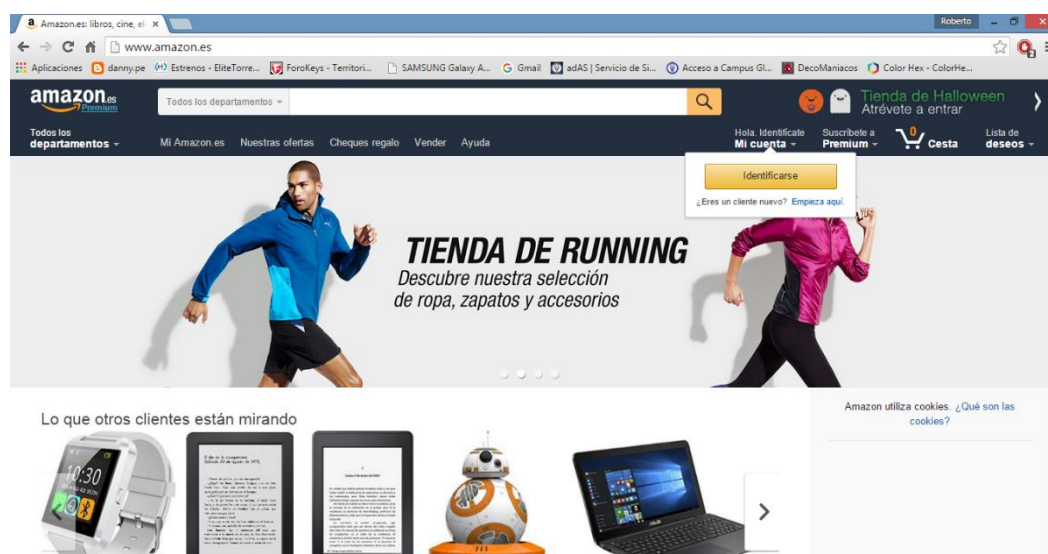 Amazon.es: libros, cine, el
Roberto
www.amazon.es
Aplicaciones
danny.pe
Estrenos - EliteTorre...
ForoKeys - Territori...
SAMSUNG Galaxy A...
Gmail
adAS | Servicio de Si...
Acceso a Campus Gl...
DecoManiacos
Color Hex - ColorHe...
amazon.es
Premium
Todos los departamentos
Tienda de Halloween
Atrévete a entrar
Todos los
departamentos
Mi Amazon.es
Nuestras ofertas
Cheques regalo
Vender
Ayuda
Hola. Identifícate
Mi cuenta
Suscríbete a
Premium
0
Cesta
Lista de
deseos
Identificarse
¿Eres un cliente nuevo? Empieza aquí.
TIENDA DE RUNNING
Descubre nuestra selección
de ropa, zapatos y accesorios
Lo que otros clientes están mirando
Amazon utiliza cookies. ¿Qué son las
cookies?
10:30
ASUS